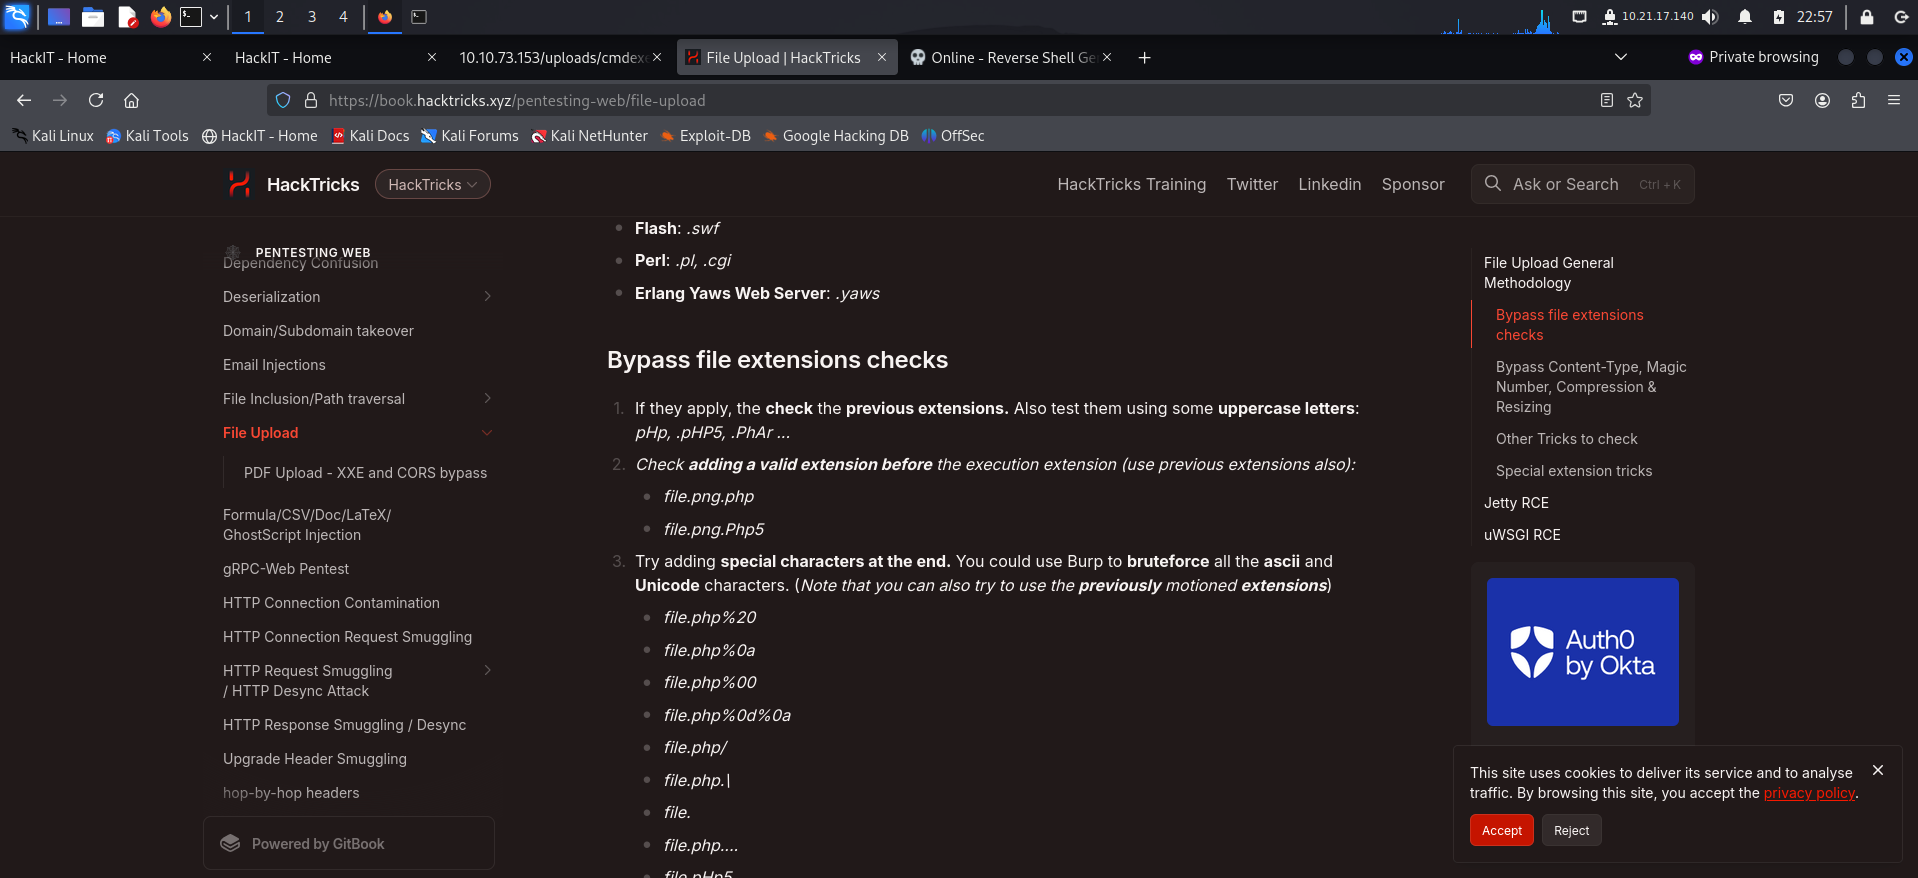 1 2 3 4 10.21.17.140 22:57
HackIT - Home HackIT - Home 10.10.73.153/uploads/cmdexe File Upload | HackTricks Online - Reverse Shell Ge Private browsing
https://book.hacktricks.xyz/pentesting-web/file-upload
Kali Linux Kali Tools HackIT - Home Kali Docs Kali Forums Kali NetHunter Exploit-DB Google Hacking DB OffSec
HackTricks HackTricks HackTricks Training Twitter Linkedin Sponsor Ask or Search Ctrl + K
PENTESTING WEB
Dependency Confusion
Deserialization
Domain/Subdomain takeover
Email Injections
File Inclusion/Path traversal
File Upload
PDF Upload - XXE and CORS bypass
Formula/CSV/Doc/LaTeX/
GhostScript Injection
gRPC-Web Pentest
HTTP Connection Contamination
HTTP Connection Request Smuggling
HTTP Request Smuggling
/ HTTP Desync Attack
HTTP Response Smuggling / Desync
Upgrade Header Smuggling
hop-by-hop headers
Powered by GitBook
Flash: .swf
Perl: .pl, .cgi
Erlang Yaws Web Server: .yaws
Bypass file extensions checks
1. If they apply, the check the previous extensions. Also test them using some uppercase letters:
pHp, .pHP5, .PhAr ...
2. Check adding a valid extension before the execution extension (use previous extensions also):
file.png.php
file.png.Php5
3. Try adding special characters at the end. You could use Burp to bruteforce all the ascii and
Unicode characters. (Note that you can also try to use the previously motioned extensions)
file.php%20
file.php%0a
file.php%00
file.php%0d%0a
file.php/
file.php.\
file.
file.php....
file.pHp5....
File Upload General
Methodology
Bypass file extensions
checks
Bypass Content-Type, Magic
Number, Compression &
Resizing
Other Tricks to check
Special extension tricks
Jetty RCE
uWSGI RCE
Auth0
by Okta
This site uses cookies to deliver its service and to analyse
traffic. By browsing this site, you accept the privacy policy.
Accept Reject